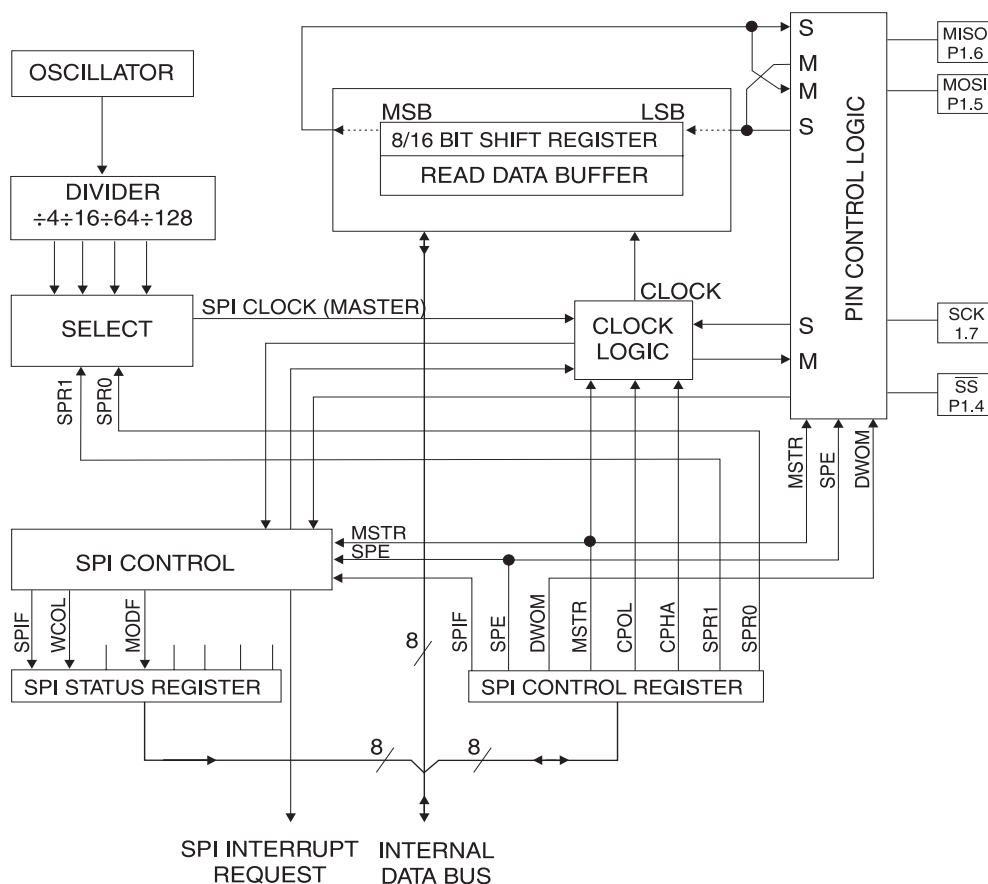 OSCILLATOR
DIVIDER
÷4÷16÷64÷128
SELECT
SPR1
SPR0
SPI CLOCK (MASTER)
MSB
LSB
8/16 BIT SHIFT REGISTER
READ DATA BUFFER
CLOCK
CLOCK
LOGIC
S
M
M
S
S
M
PIN CONTROL LOGIC
MISO
P1.6
MOSI
P1.5
SCK
1.7
SS
P1.4
MSTR
SPE
DWOM
SPI CONTROL
MSTR
SPE
SPIF
WCOL
MODF
SPI STATUS REGISTER
8
SPIF
SPE
DWOM
MSTR
CPOL
CPHA
SPR1
SPR0
SPI CONTROL REGISTER
8
8
SPI INTERRUPT
REQUEST
INTERNAL
DATA BUS